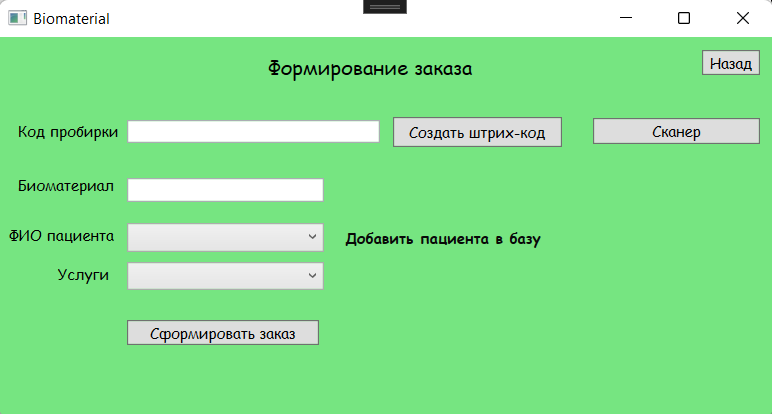 Biomaterial
Формирование заказа
Назад
Код пробирки
Создать штрих-код
Сканер
Биоматериал
ФИО пациента
Добавить пациента в базу
Услуги
Сформировать заказ